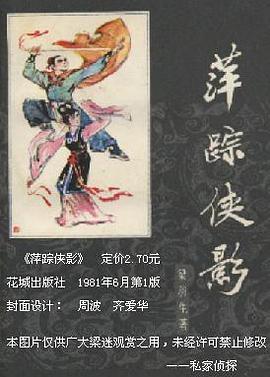 萍踪侠影
梁羽生著
《萍踪侠影》 定价2.70元
花城出版社 1981年6月第1版
封面设计: 周波 齐爱华
本图片仅供广大梁迷观赏之用,未经许可禁止修改
——私家侦探